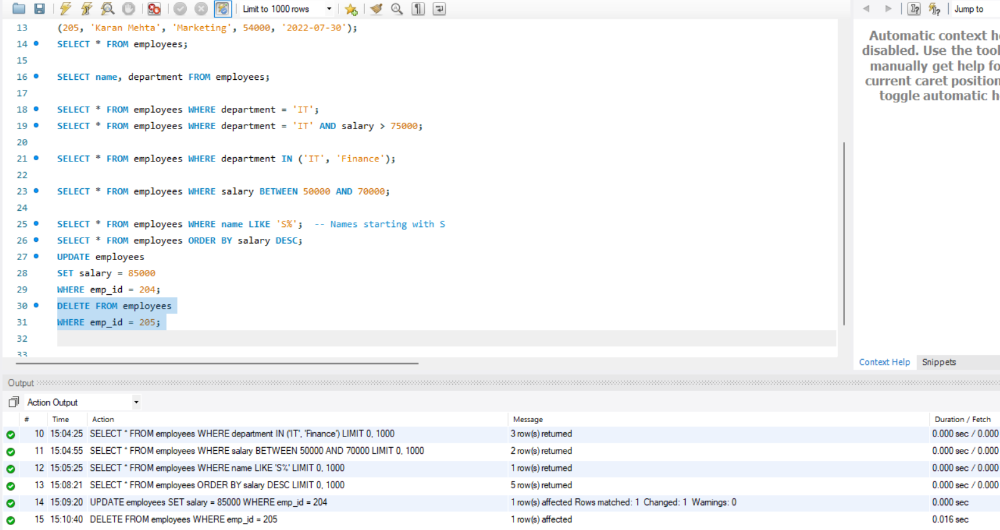 Limit to 1000 rows
Jump to
13 (205, 'Karan Mehta', 'Marketing', 54000, '2022-07-30');
14 SELECT * FROM employees;
15
16 SELECT name, department FROM employees;
17
18 SELECT * FROM employees WHERE department = 'IT';
19 SELECT * FROM employees WHERE department = 'IT' AND salary > 75000;
20
21 SELECT * FROM employees WHERE department IN ('IT', 'Finance');
22
23 SELECT * FROM employees WHERE salary BETWEEN 50000 AND 70000;
24
25 SELECT * FROM employees WHERE name LIKE 'S%';  -- Names starting with S
26 SELECT * FROM employees ORDER BY salary DESC;
27 UPDATE employees
28 SET salary = 85000
29 WHERE emp_id = 204;
30 DELETE FROM employees
31 WHERE emp_id = 205;
32
33
Automatic context h
disabled. Use the tool
manually get help fo
current caret position
toggle automatic h
Context Help Snippets
Output
Action Output
# Time Action Message Duration / Fetch
10 15:04:25 SELECT * FROM employees WHERE department IN ('IT', 'Finance') LIMIT 0, 1000 3 row(s) returned 0.000 sec / 0.000
11 15:04:55 SELECT * FROM employees WHERE salary BETWEEN 50000 AND 70000 LIMIT 0, 1000 2 row(s) returned 0.000 sec / 0.000
12 15:05:25 SELECT * FROM employees WHERE name LIKE 'S%' LIMIT 0, 1000 1 row(s) returned 0.000 sec / 0.000
13 15:08:21 SELECT * FROM employees ORDER BY salary DESC LIMIT 0, 1000 5 row(s) returned 0.000 sec / 0.000
14 15:09:20 UPDATE employees SET salary = 85000 WHERE emp_id = 204 1 row(s) affected Rows matched: 1  Changed: 1  Warnings: 0 0.000 sec
15 15:10:40 DELETE FROM employees WHERE emp_id = 205 1 row(s) affected 0.016 sec